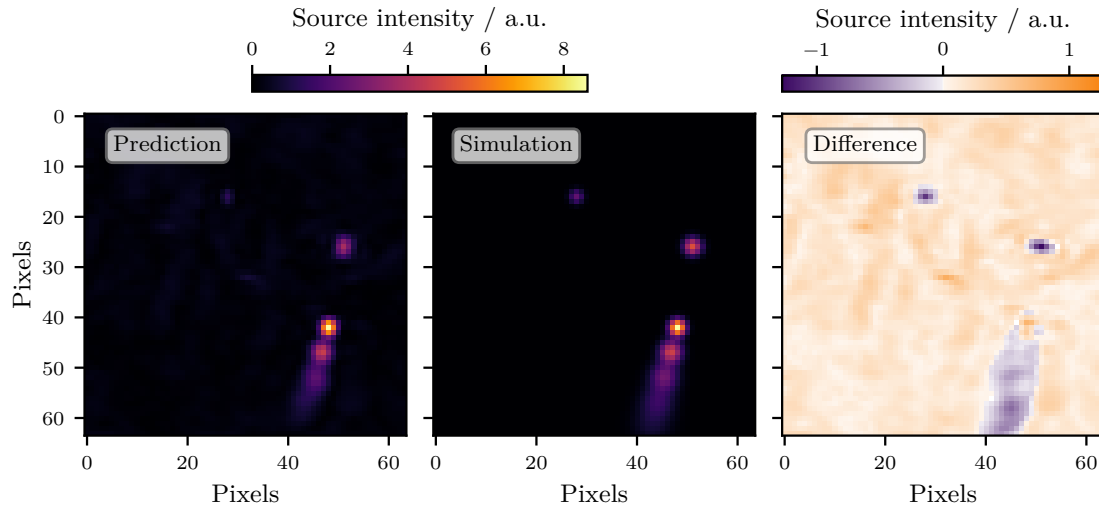 Source intensity / a.u.
Source intensity / a.u.
0 2 4 6 8
−1 0 1
Prediction
Simulation
Difference
Pixels
0
10
20
30
40
50
60
0 20 40 60
0 20 40 60
0 20 40 60
Pixels
Pixels
Pixels